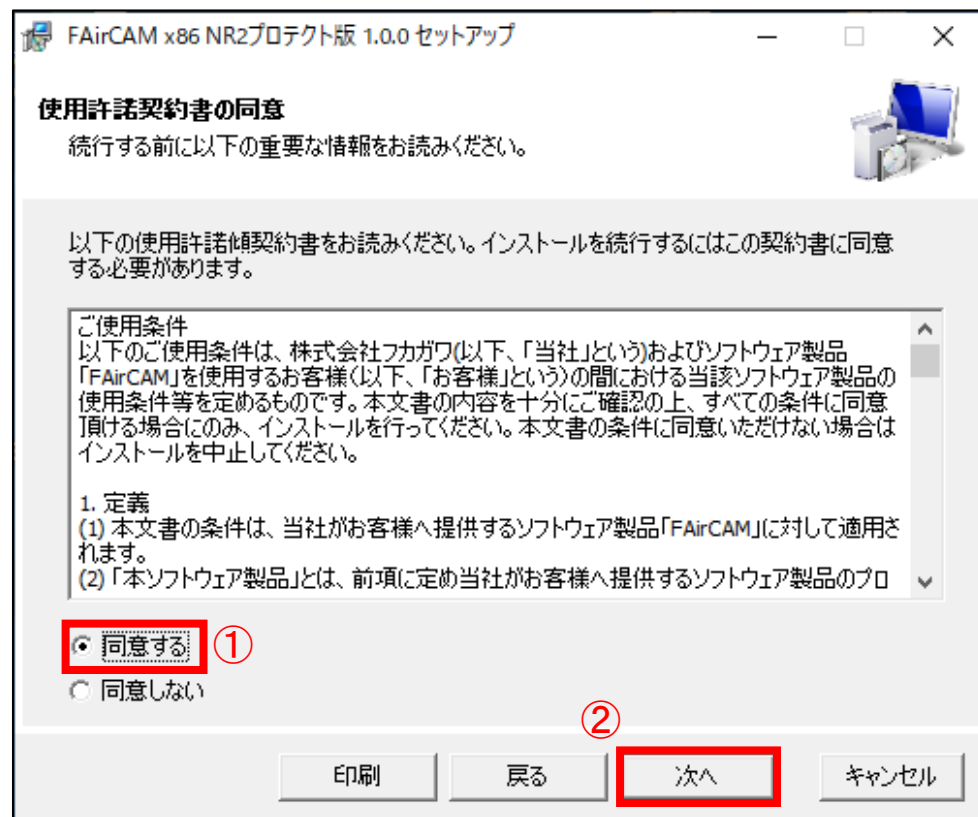 FAirCAM x86 NR2プロテクト版 1.0.0 セットアップ
使用許諾契約書の同意
続行する前に以下の重要な情報をお読みください。
以下の使用許諾傾契約書をお読みください。インストールを続行するにはこの契約書に同意
する必要があります。
ご使用条件
以下のご使用条件は、株式会社フカガワ(以下、「当社」という)およびソフトウェア製品
「FAirCAM」を使用するお客様(以下、「お客様」という)の間における当該ソフトウェア製品の
使用条件等を定めるものです。本文書の内容を十分にご確認の上、すべての条件に同意
頂ける場合にのみ、インストールを行ってください。本文書の条件に同意いただけない場合は
インストールを中止してください。
1. 定義
(1) 本文書の条件は、当社がお客様へ提供するソフトウェア製品「FAirCAM」に対して適用さ
れます。
(2) 「本ソフトウェア製品」とは、前項に定め当社がお客様へ提供するソフトウェア製品のプロ
同意する ①
同意しない
②
印刷 戻る 次へ キャンセル